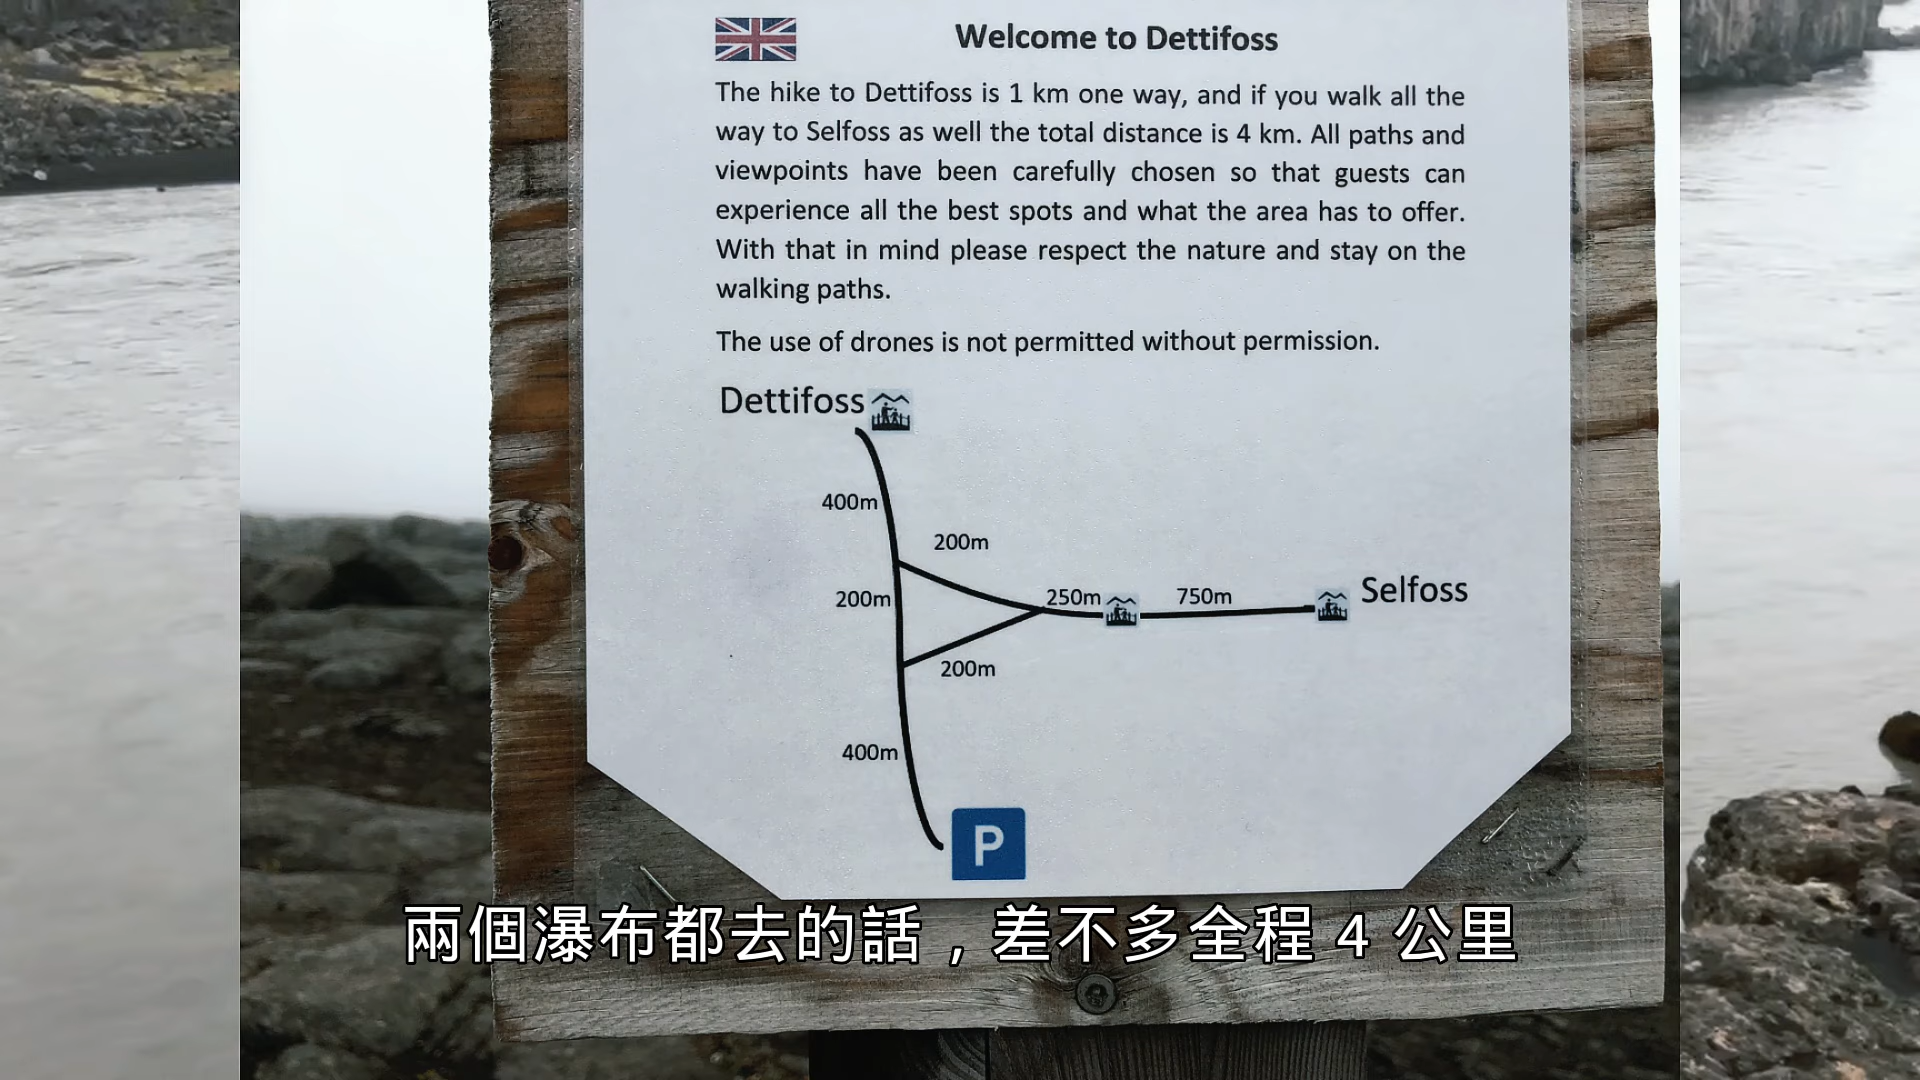 Welcome to Dettifoss
The hike to Dettifoss is 1 km one way, and if you walk all the
way to Selfoss as well the total distance is 4 km. All paths and
viewpoints have been carefully chosen so that guests can
experience all the best spots and what the area has to offer.
With that in mind please respect the nature and stay on the
walking paths.
The use of drones is not permitted without permission.
Dettifoss
400m
200m
200m
250m
750m
Selfoss
200m
400m
P
兩個瀑布都去的話，差不多全程 4 公里